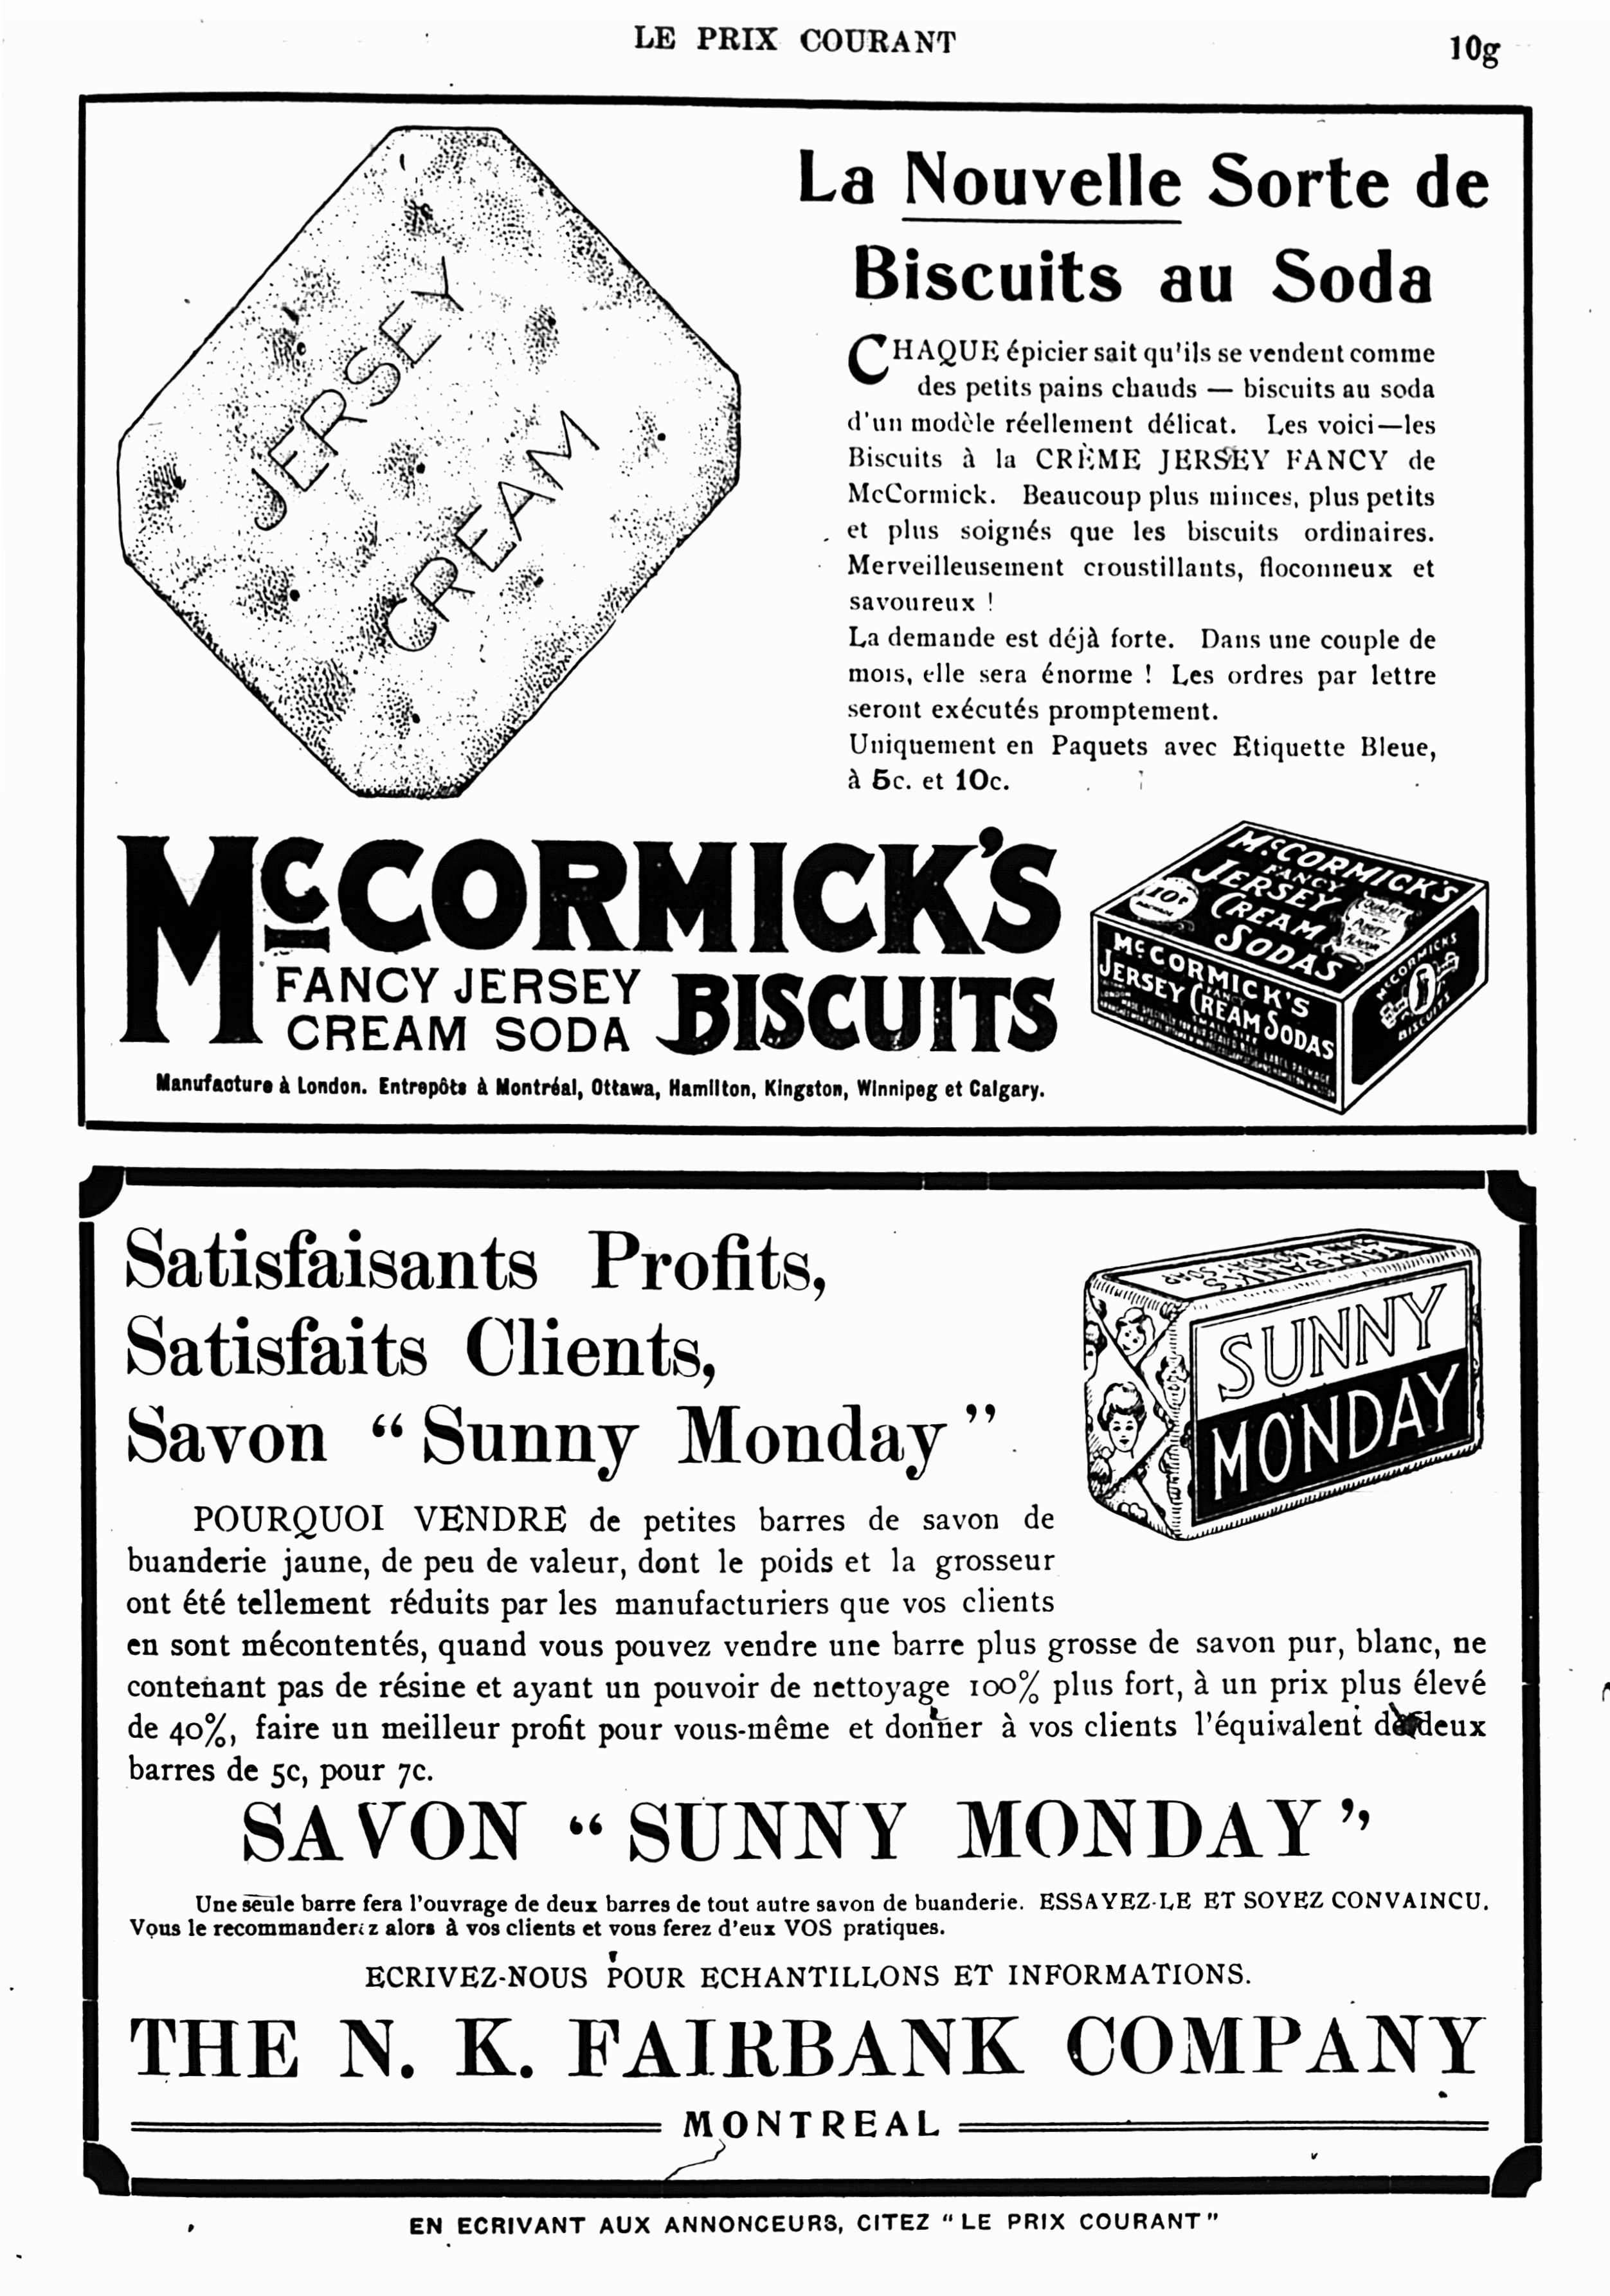 LE PRIX COURANT
10g
JERSEY
CREAM
La Nouvelle Sorte de
Biscuits au Soda
CHAQUE épicier sait qu'ils se vendent comme
des petits pains chauds — biscuits au soda
d'un modèle réellement délicat. Les voici—les
Biscuits à la CRÈME JERSEY FANCY de
McCormick. Beaucoup plus minces, plus petits
et plus soignés que les biscuits ordinaires.
Merveilleusement croustillants, floconneux et
savoureux !
La demande est déjà forte. Dans une couple de
mois, elle sera énorme ! Les ordres par lettre
seront exécutés promptement.
Uniquement en Paquets avec Etiquette Bleue,
à 5c. et 10c.
McCORMICK'S
FANCY JERSEY
CREAM SODA
BISCUITS
McCORMICK'S
FANCY
JERSEY
CREAM
SODAS
10¢
McCORMICK'S
JERSEY CREAM SODAS
McCORMICKS
BISCUITS
Manufacture à London. Entrepôts à Montréal, Ottawa, Hamilton, Kingston, Winnipeg et Calgary.
Satisfaisants Profits,
Satisfaits Clients,
Savon "Sunny Monday"
FAIRBANK'S
SOAP
SUNNY
MONDAY
POURQUOI VENDRE de petites barres de savon de
buanderie jaune, de peu de valeur, dont le poids et la grosseur
ont été tellement réduits par les manufacturiers que vos clients
en sont mécontentés, quand vous pouvez vendre une barre plus grosse de savon pur, blanc, ne
contenant pas de résine et ayant un pouvoir de nettoyage 100% plus fort, à un prix plus élevé
de 40%, faire un meilleur profit pour vous-même et donner à vos clients l'équivalent de deux
barres de 5c, pour 7c.
SAVON "SUNNY MONDAY"
Une seule barre fera l'ouvrage de deux barres de tout autre savon de buanderie. ESSAYEZ-LE ET SOYEZ CONVAINCU.
Vous le recommanderez alors à vos clients et vous ferez d'eux VOS pratiques.
ECRIVEZ-NOUS POUR ECHANTILLONS ET INFORMATIONS.
THE N. K. FAIRBANK COMPANY
MONTREAL
EN ECRIVANT AUX ANNONCEURS, CITEZ "LE PRIX COURANT"